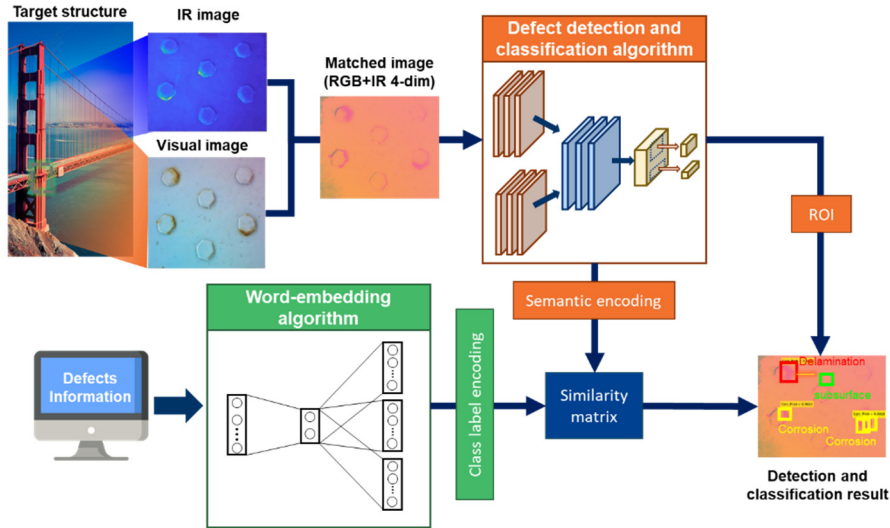 Target structure
IR image
Visual image
Matched image
(RGB+IR 4-dim)
Defect detection and
classification algorithm
ROI
Semantic encoding
Word-embedding
algorithm
Defects
Information
Class label encoding
Similarity
matrix
Delamination
subsurface
Corrosion
Corrosion
Detection and
classification result